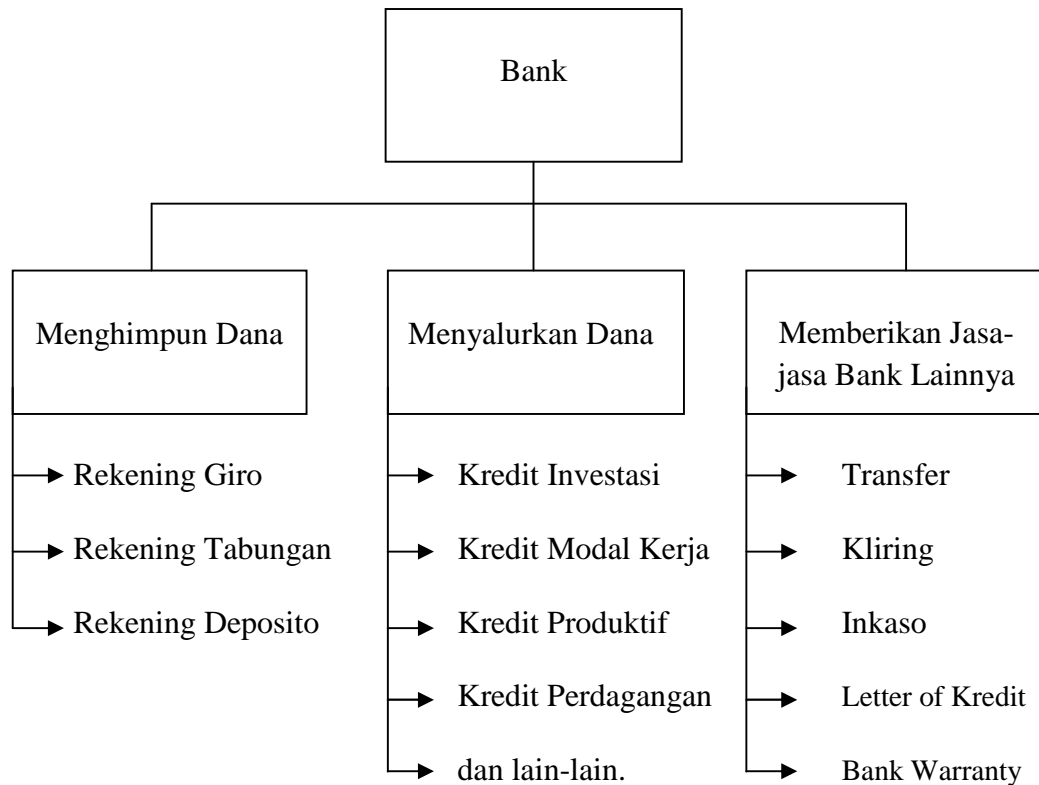 Bank
Menghimpun Dana
Rekening Giro
Rekening Tabungan
Rekening Deposito
Menyalurkan Dana
Kredit Investasi
Kredit Modal Kerja
Kredit Produktif
Kredit Perdagangan
dan lain-lain.
Memberikan Jasa-
jasa Bank Lainnya
Transfer
Kliring
Inkaso
Letter of Kredit
Bank Warranty